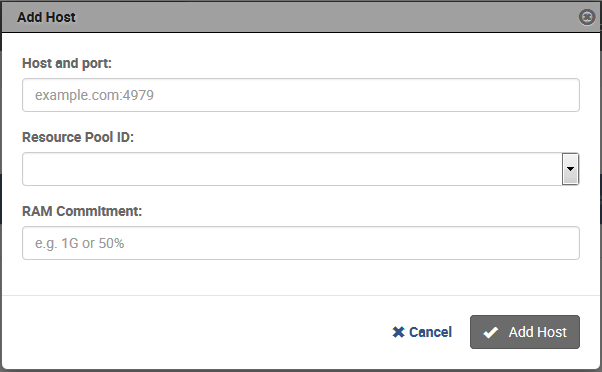 Add Host
Host and port:
example.com:4979
Resource Pool ID:
RAM Commitment:
e.g. 1G or 50%
Cancel
Add Host